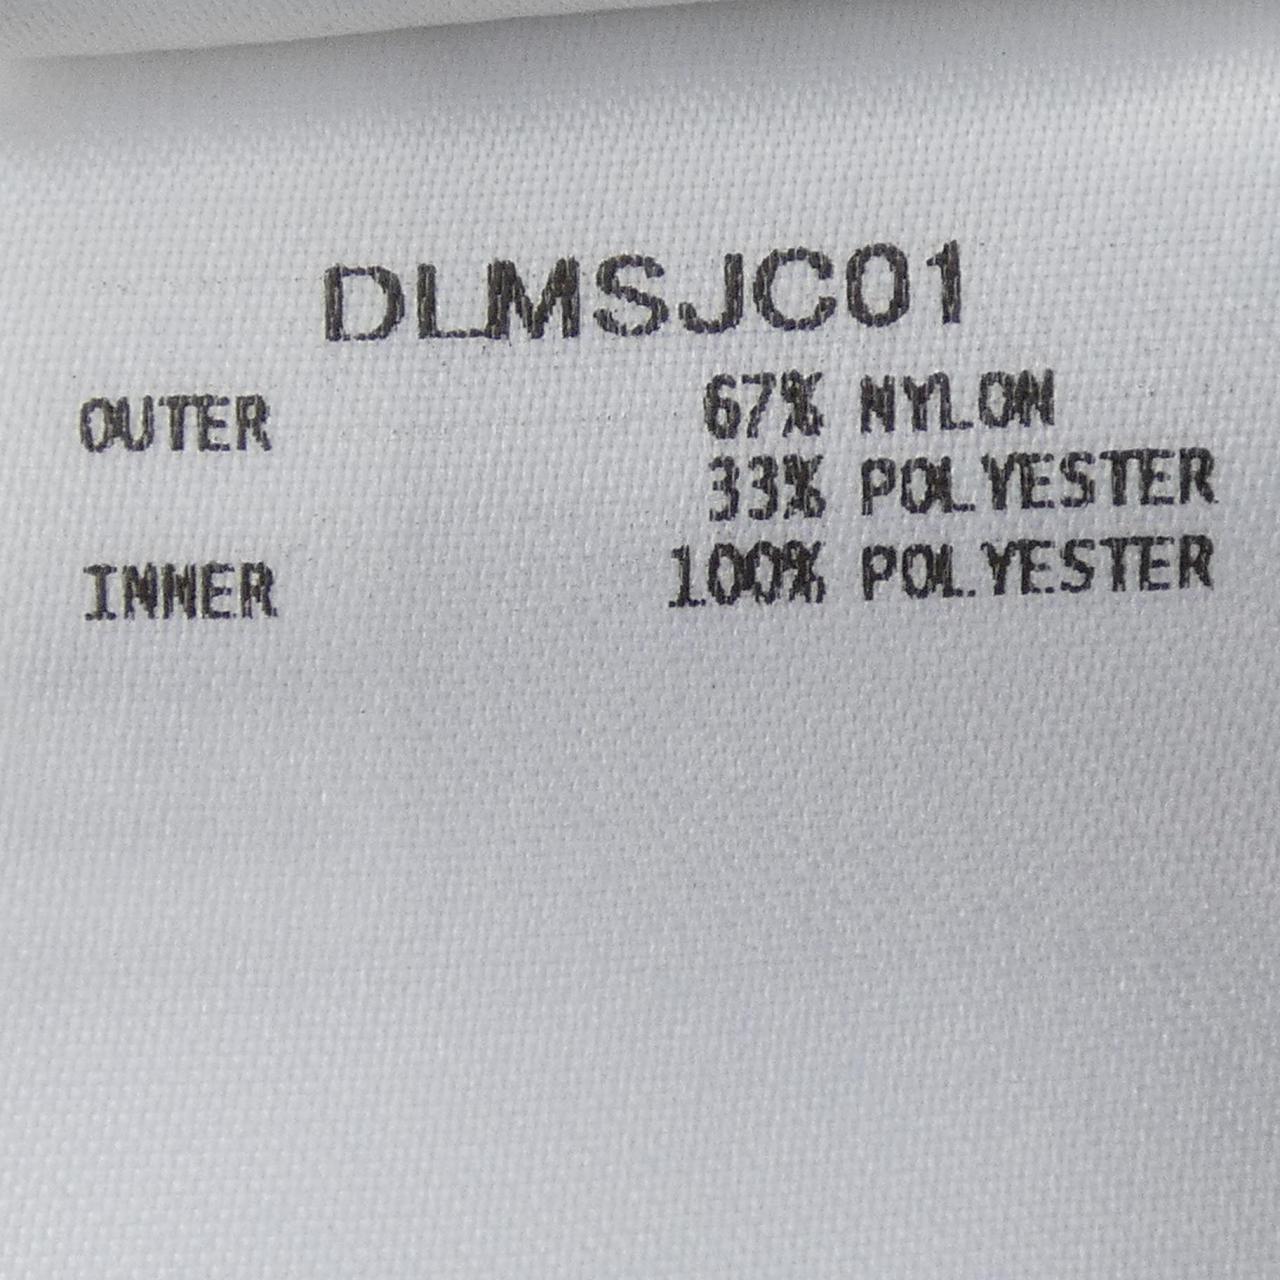 DLMSJC01
OUTER 67% NYLON
33% POLYESTER
INNER 100% POLYESTER